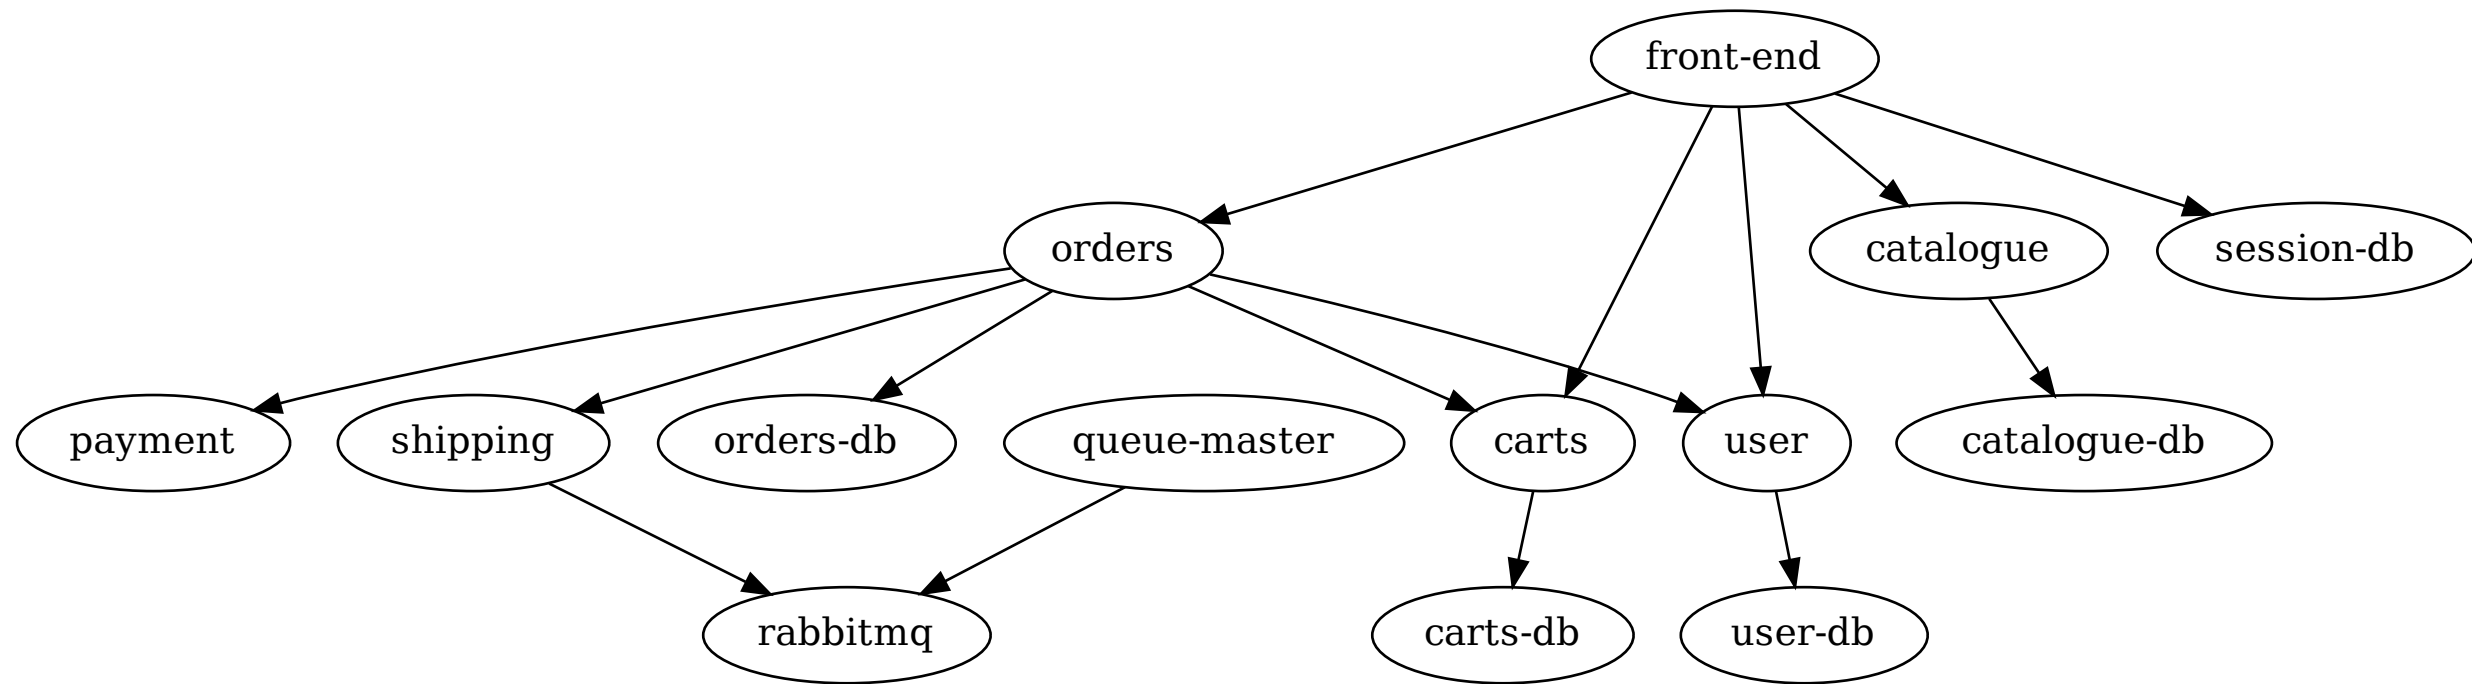 front-end
orders
catalogue
session-db
payment
shipping
orders-db
queue-master
carts
user
catalogue-db
rabbitmq
carts-db
user-db